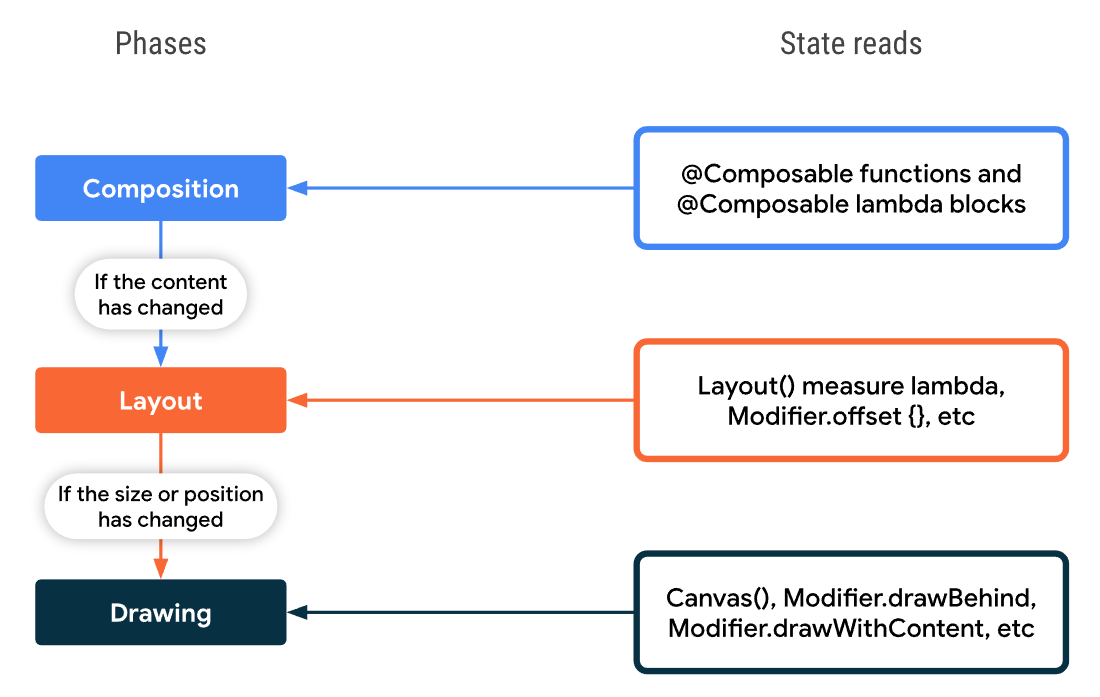 Phases
State reads
Composition
@Composable functions and
@Composable lambda blocks
If the content
has changed
Layout
Layout() measure lambda,
Modifier.offset {}, etc
If the size or position
has changed
Drawing
Canvas(), Modifier.drawBehind,
Modifier.drawWithContent, etc